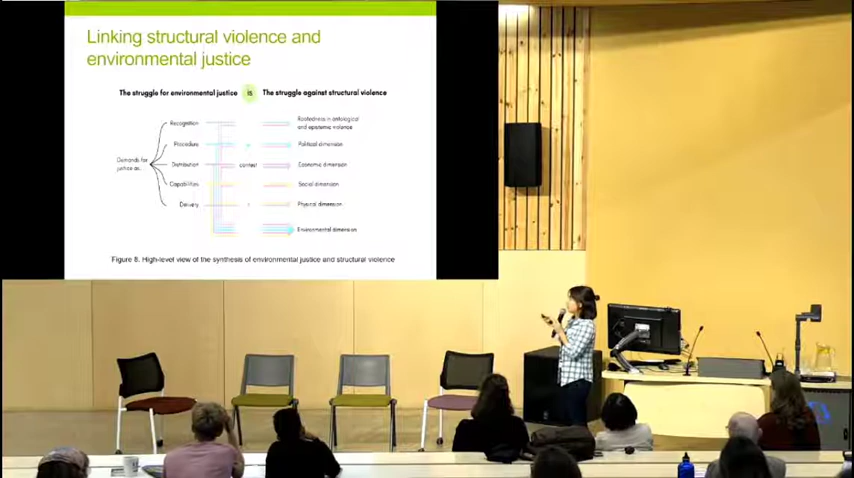 Linking structural violence and
environmental justice
The struggle for environmental justice is The struggle against structural violence
Recognition
Rootedness in ontological
and epistemic violence
Procedure
Political dimension
Demands for
justice as...
Distribution
contest
Economic dimension
Capabilities
Social dimension
Delivery
Physical dimension
Environmental dimension
Figure 8. High-level view of the synthesis of environmental justice and structural violence